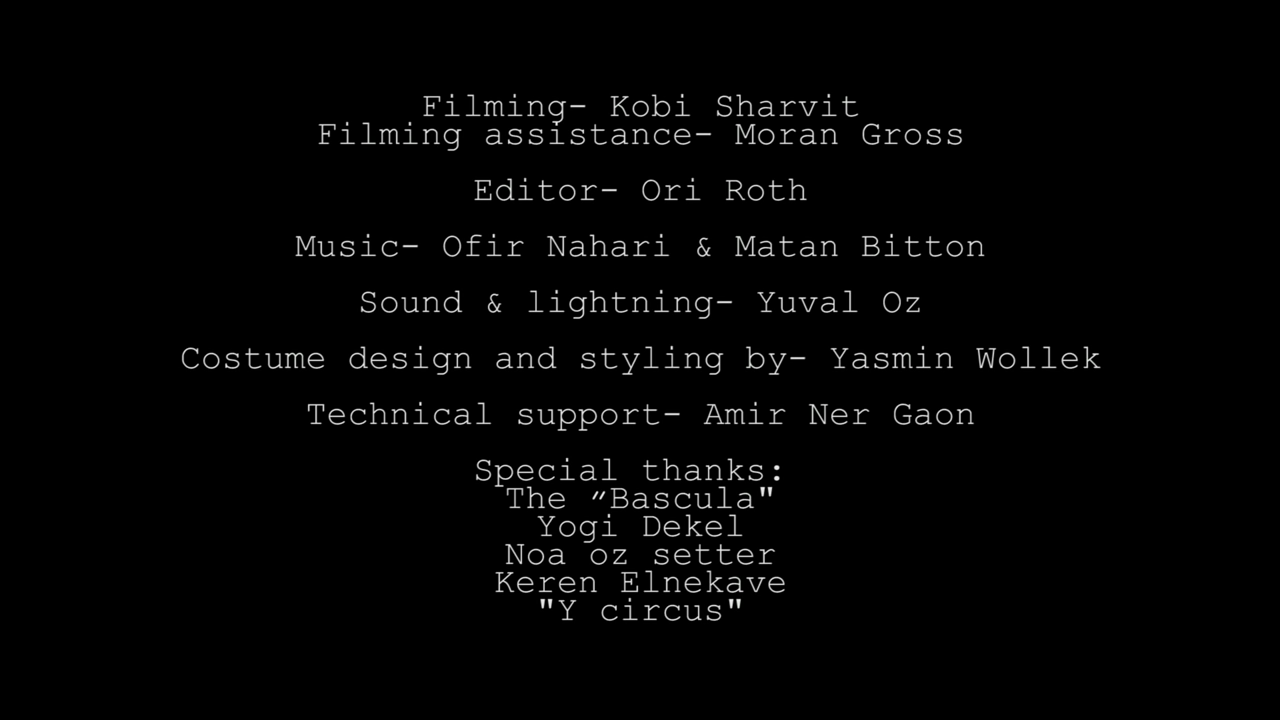 Filming- Kobi Sharvit
Filming assistance- Moran Gross
Editor- Ori Roth
Music- Ofir Nahari & Matan Bitton
Sound & lightning- Yuval Oz
Costume design and styling by- Yasmin Wollek
Technical support- Amir Ner Gaon
Special thanks:
The “Bascula"
Yogi Dekel
Noa oz setter
Keren Elnekave
"Y circus"